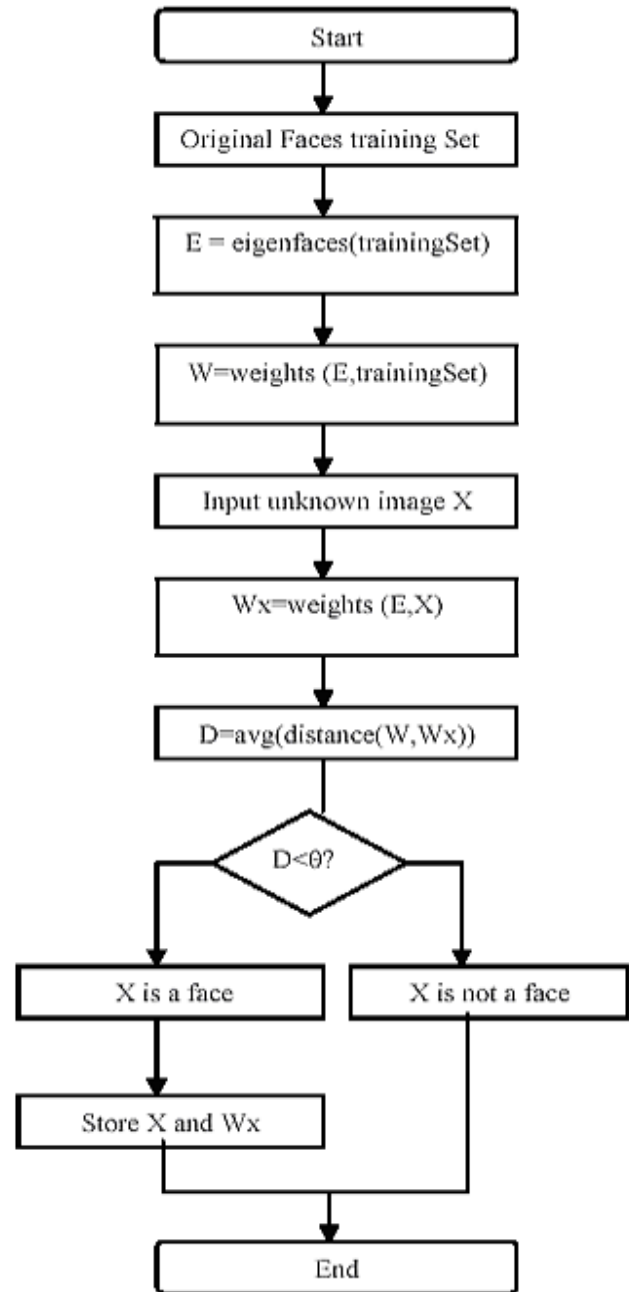 Start
Original Faces training Set
E = eigenfaces(trainingSet)
W=weights (E,trainingSet)
Input unknown image X
Wx=weights (E,X)
D=avg(distance(W,Wx))
D<θ?
X is a face
X is not a face
Store X and Wx
End